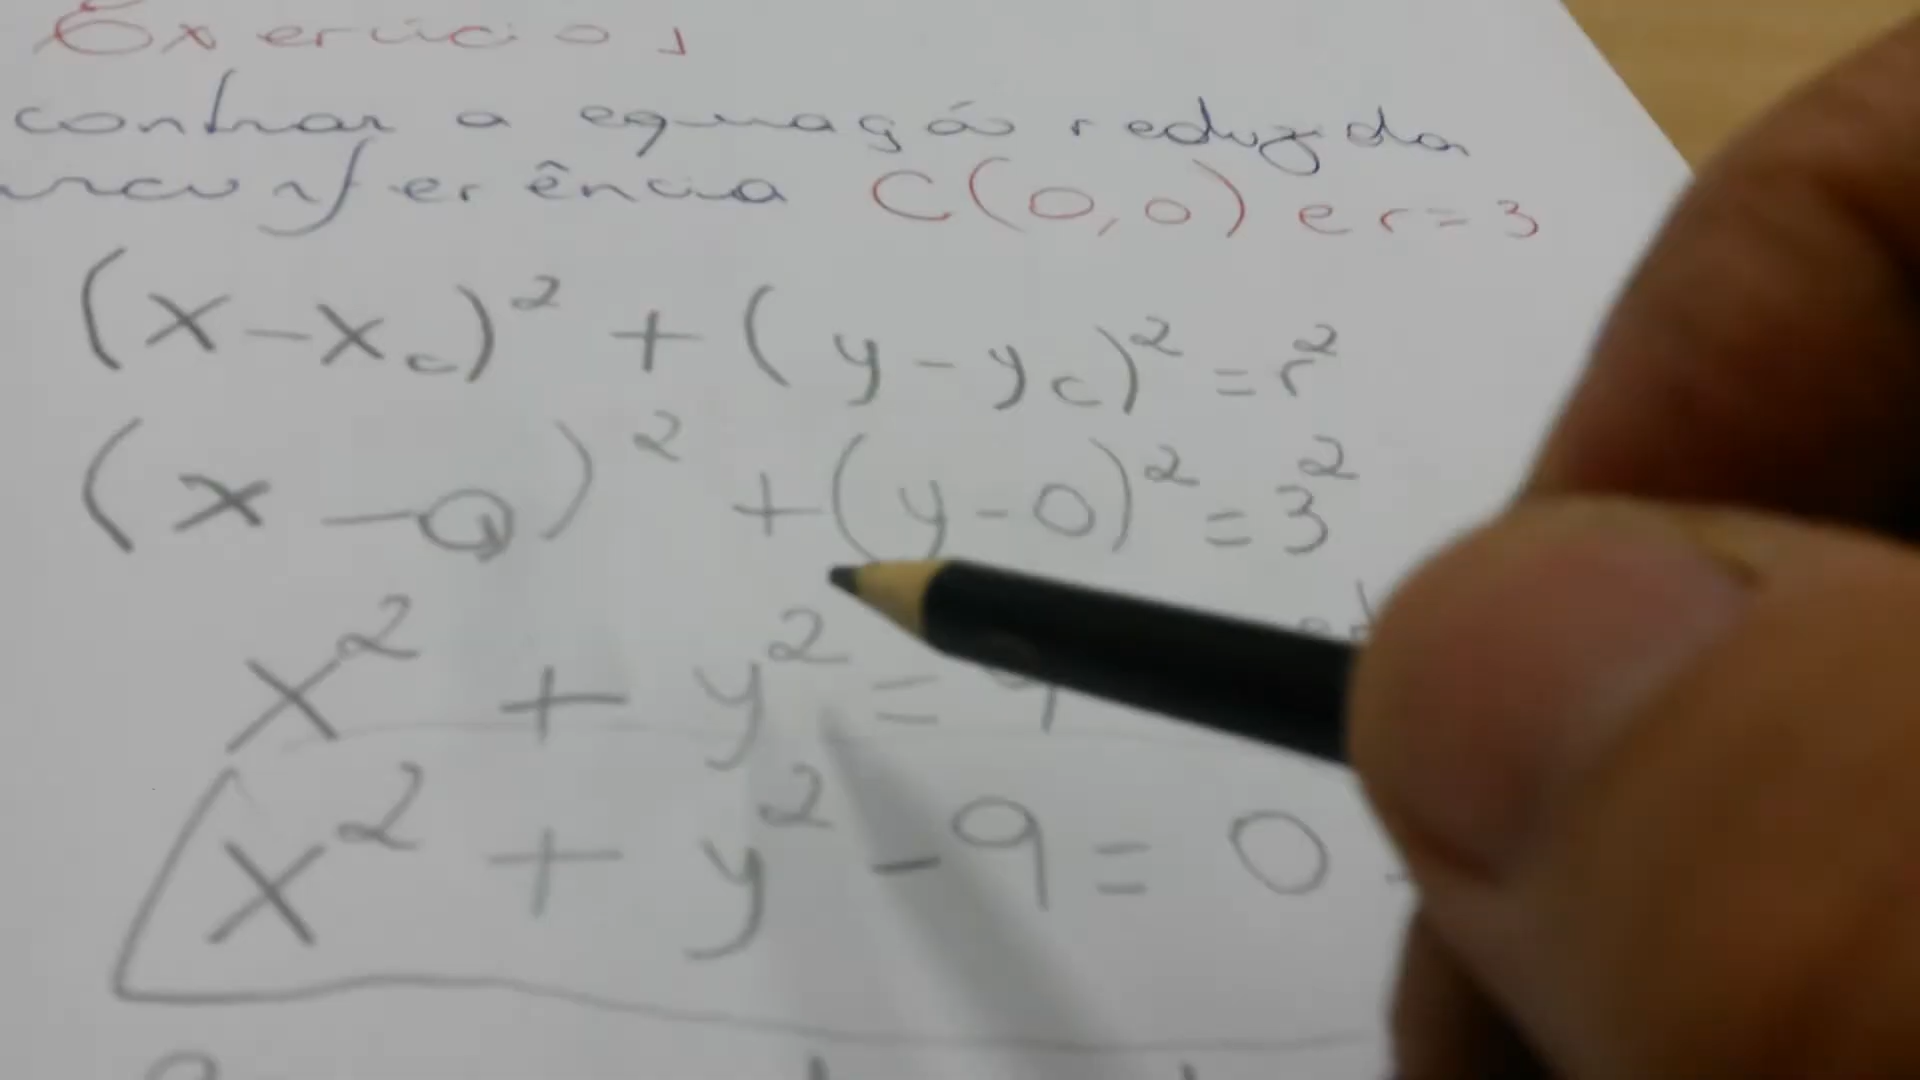 Exercício 1
contrar a equação reduzida
rcunferência C(0,0) e r=3
(x-xc)² + (y-yc)² = r²
(x-0)² + (y-0)² = 3²
x² + y² = 9
x² + y² - 9 = 0